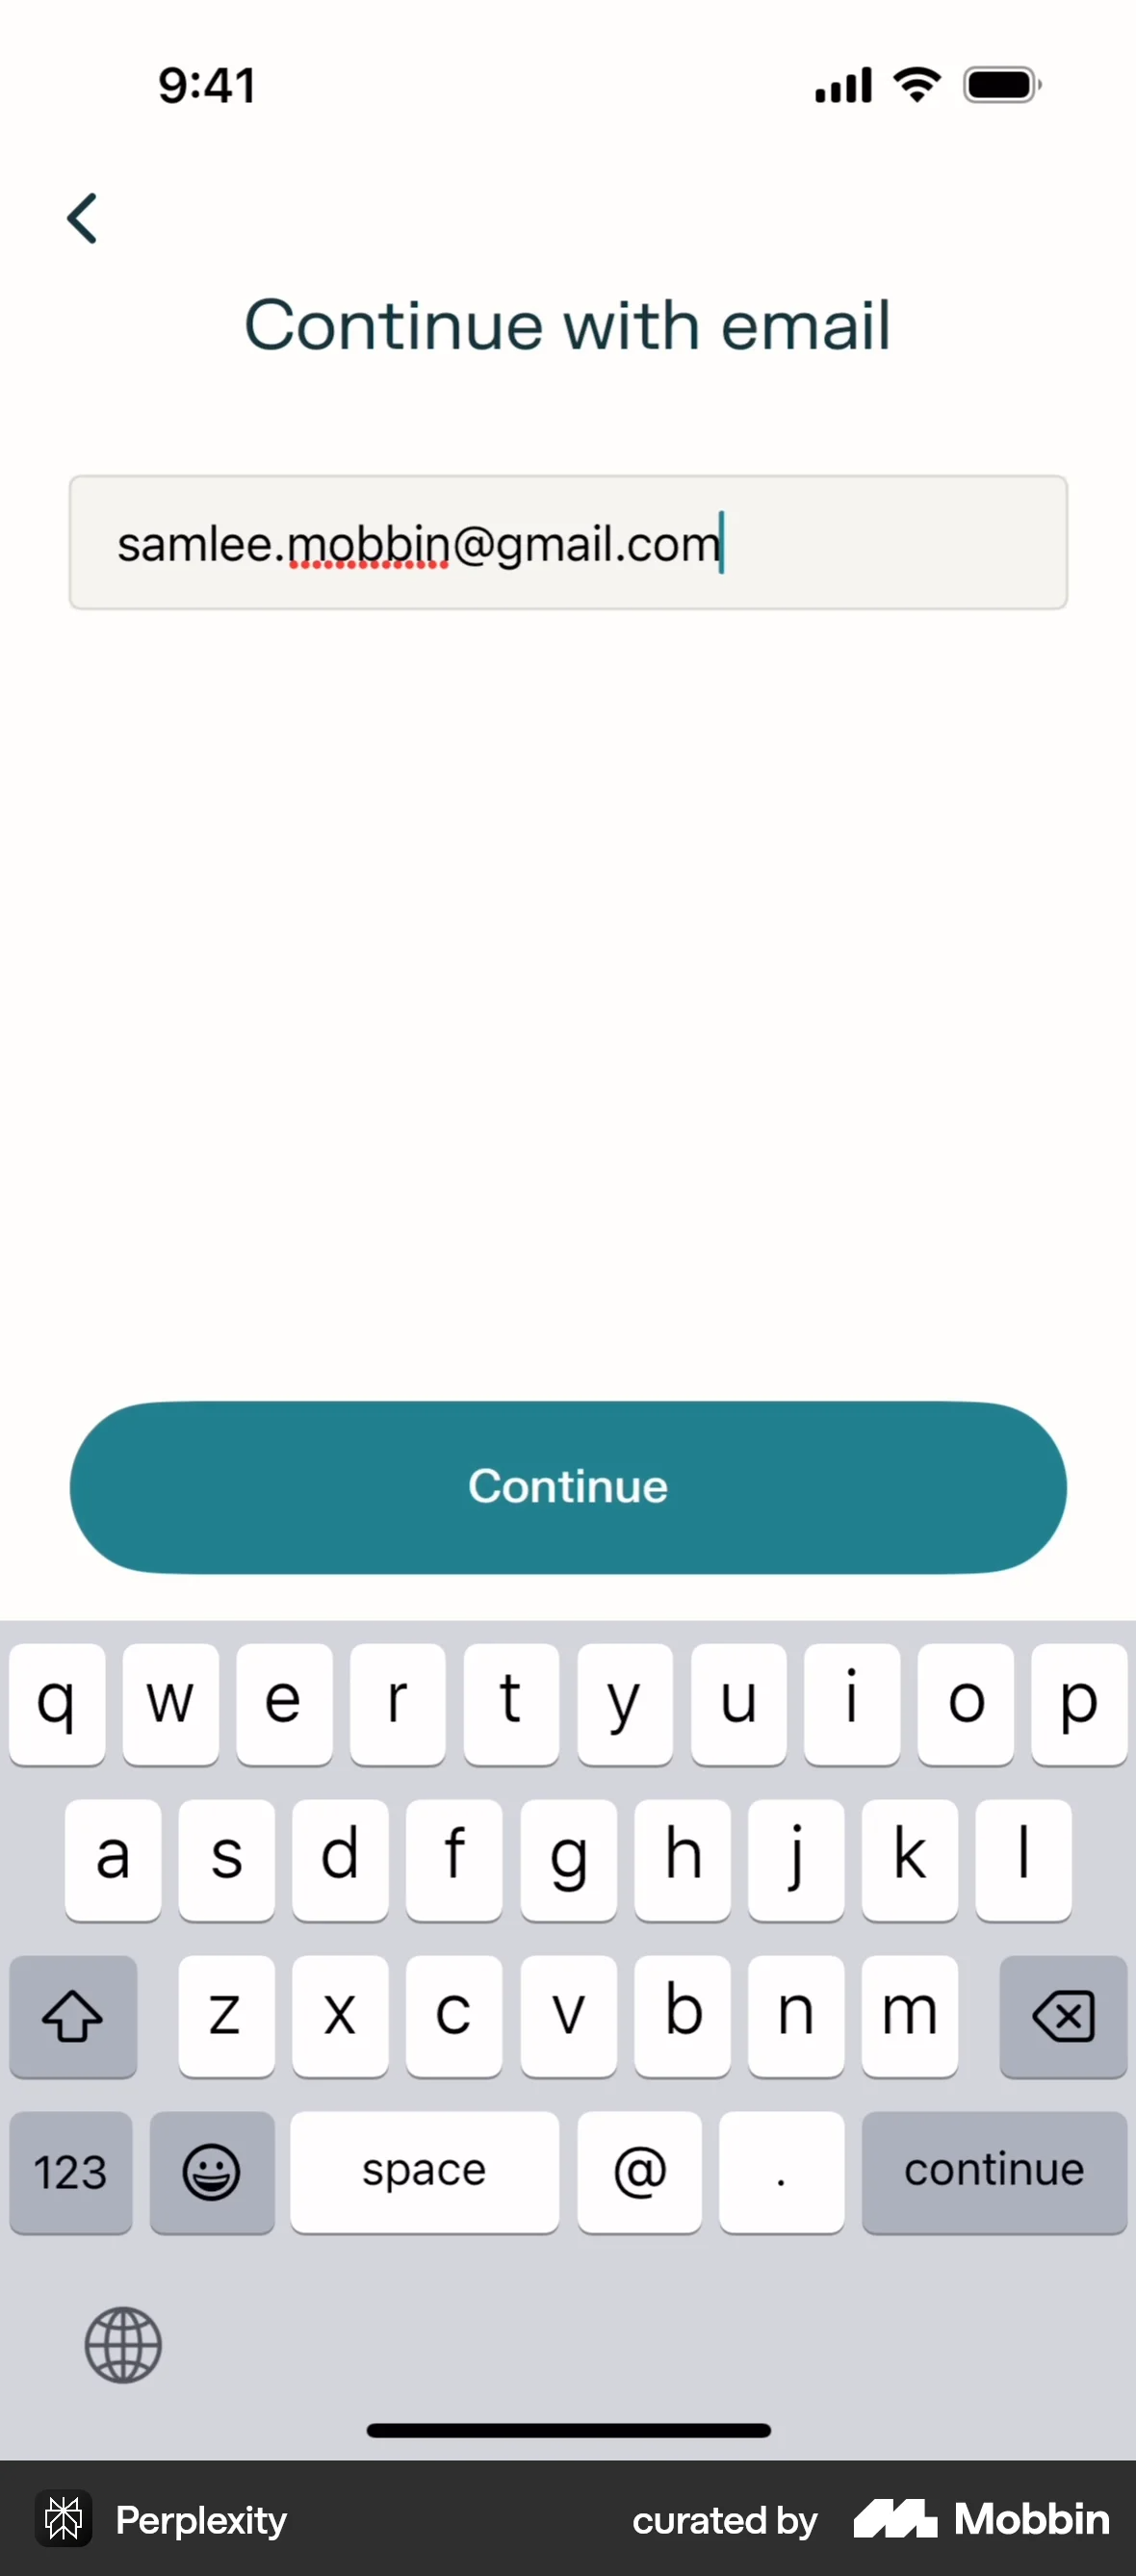 9:41
Continue with email
samlee.mobbin@gmail.com
Continue
q w e r t y u i o p
a s d f g h j k l
z x c v b n m
123 space @ . continue
Perplexity curated by Mobbin